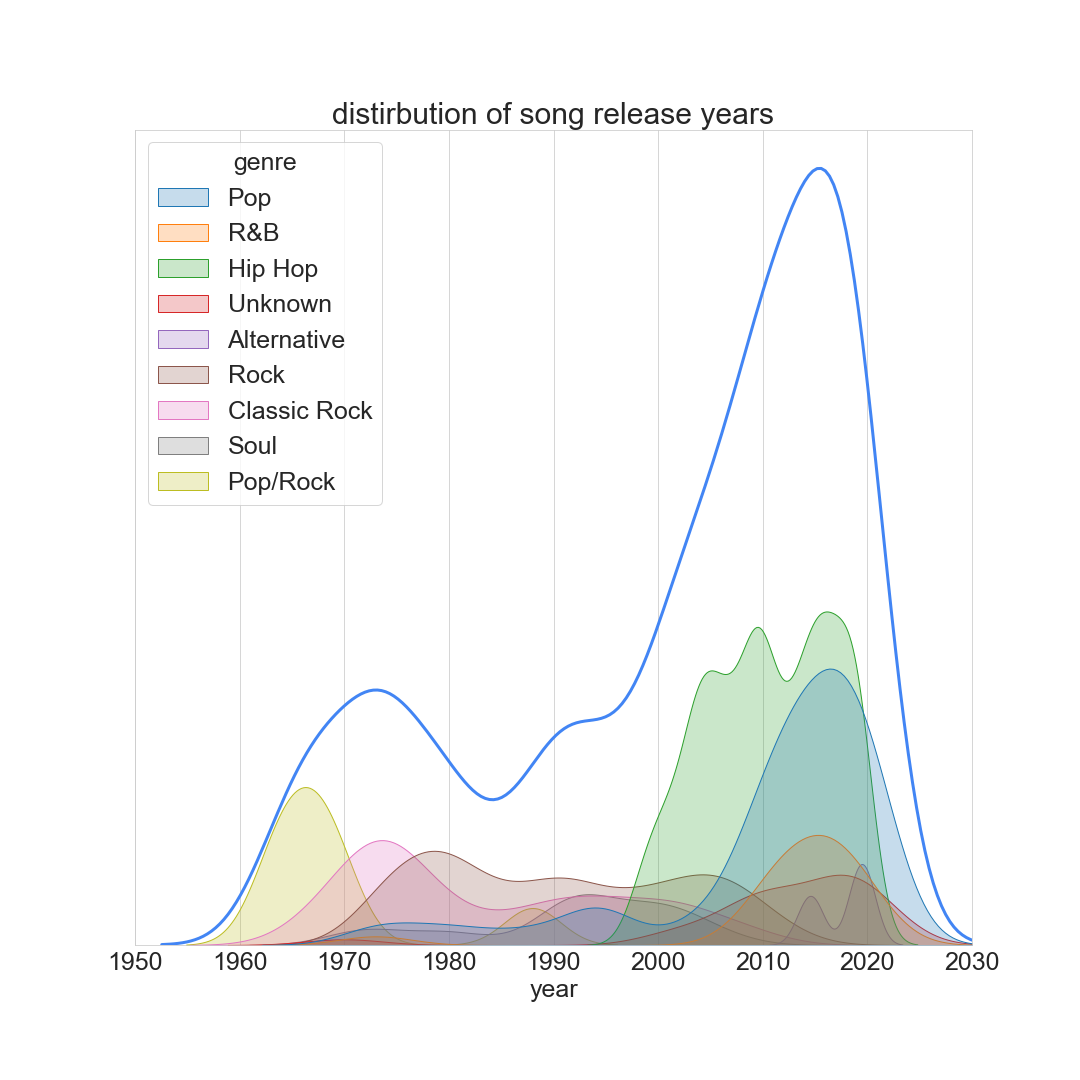 distirbution of song release years
genre
Pop
R&B
Hip Hop
Unknown
Alternative
Rock
Classic Rock
Soul
Pop/Rock
1950 1960 1970 1980 1990 2000 2010 2020 2030
year